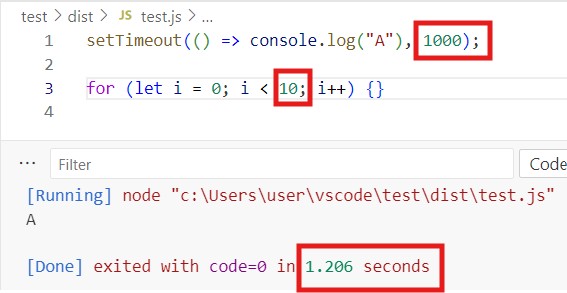 test > dist > JS test.js > ...
1 setTimeout(() => console.log("A"), 1000);
2
3 for (let i = 0; i < 10; i++) {}
4
... Filter Code
[Running] node "c:\Users\user\vscode\test\dist\test.js"
A
[Done] exited with code=0 in 1.206 seconds